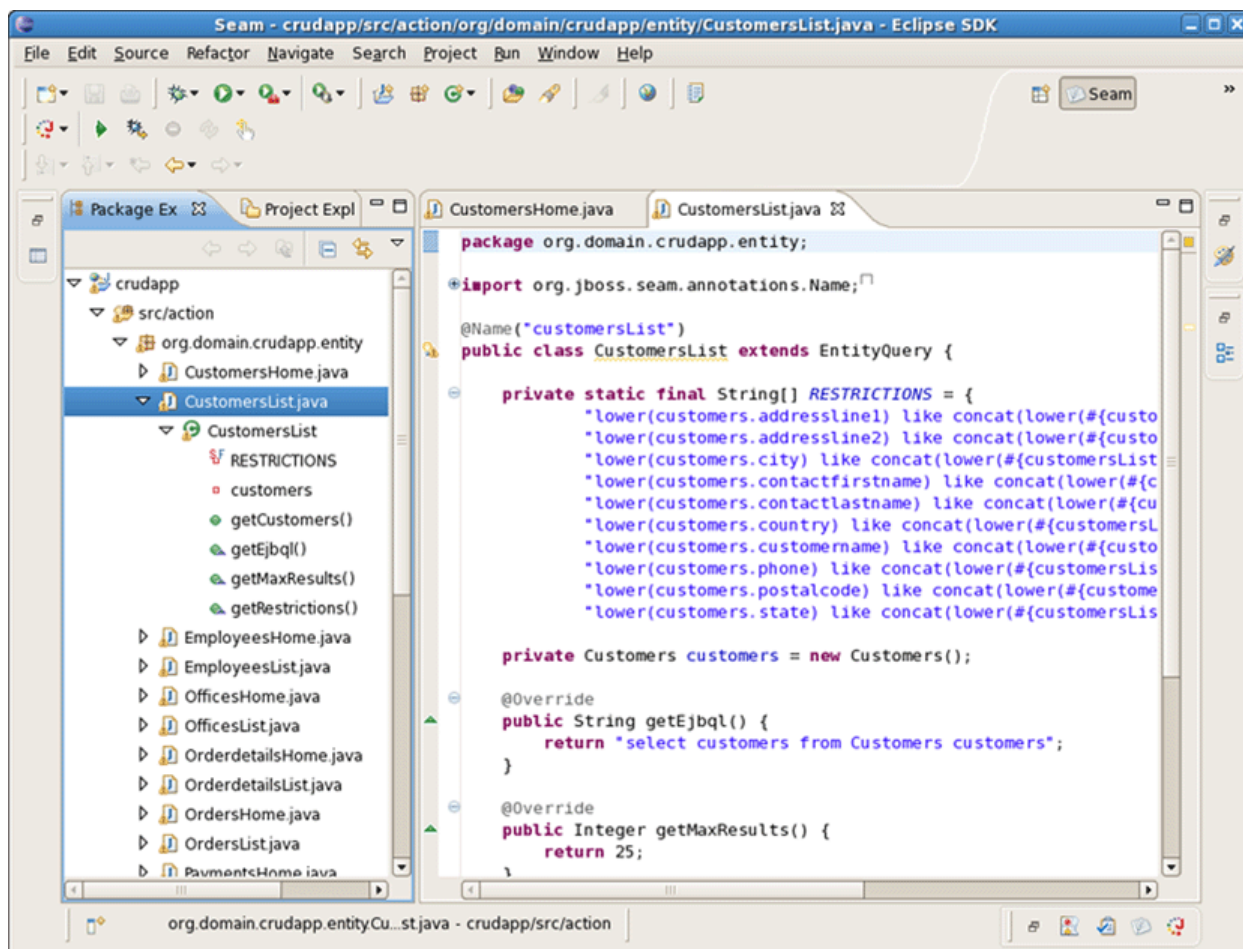 Seam - crudapp/src/action/org/domain/crudapp/entity/CustomersList.java - Eclipse SDK
File Edit Source Refactor Navigate Search Project Run Window Help
Seam »
Package Ex Project Expl
CustomersHome.java CustomersList.java
crudapp
src/action
org.domain.crudapp.entity
CustomersHome.java
CustomersList.java
CustomersList
RESTRICTIONS
customers
getCustomers()
getEjbql()
getMaxResults()
getRestrictions()
EmployeesHome.java
EmployeesList.java
OfficesHome.java
OfficesList.java
OrderdetailsHome.java
OrderdetailsList.java
OrdersHome.java
OrdersList.java
PaymentsHome.java
package org.domain.crudapp.entity;
import org.jboss.seam.annotations.Name;
@Name("customersList")
public class CustomersList extends EntityQuery {
private static final String[] RESTRICTIONS = {
"lower(customers.addressline1) like concat(lower(#{custo
"lower(customers.addressline2) like concat(lower(#{custo
"lower(customers.city) like concat(lower(#{customersList
"lower(customers.contactfirstname) like concat(lower(#{c
"lower(customers.contactlastname) like concat(lower(#{cu
"lower(customers.country) like concat(lower(#{customersL
"lower(customers.customername) like concat(lower(#{custo
"lower(customers.phone) like concat(lower(#{customersLis
"lower(customers.postalcode) like concat(lower(#{custome
"lower(customers.state) like concat(lower(#{customersLis
private Customers customers = new Customers();
@Override
public String getEjbql() {
return "select customers from Customers customers";
}
@Override
public Integer getMaxResults() {
return 25;
}
org.domain.crudapp.entity.Cu...st.java - crudapp/src/action